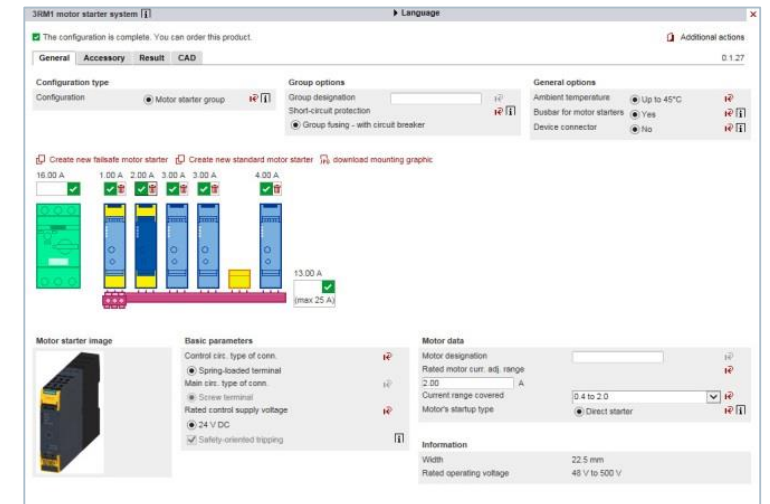 3RM1 motor starter system i
Language
The configuration is complete. You can order this product.
Additional actions
General Accessory Result CAD
0.1.27
Configuration type
Configuration
Motor starter group
Group options
Group designation
Short-circuit protection
Group fusing - with circuit breaker
General options
Ambient temperature Up to 45°C
Busbar for motor starters Yes
Device connector No
Create new failsafe motor starter Create new standard motor starter download mounting graphic
16.00 A 1.00 A 2.00 A 3.00 A 3.00 A 4.00 A
13.00 A
(max 25 A)
Motor starter image
Basic parameters
Control circ. type of conn.
Spring-loaded terminal
Main circ. type of conn.
Screw terminal
Rated control supply voltage
24 V DC
Safety-oriented tripping
Motor data
Motor designation
Rated motor curr. adj. range
2.00 A
Current range covered 0.4 to 2.0
Motor's startup type Direct starter
Information
Width 22.5 mm
Rated operating voltage 48 V to 500 V